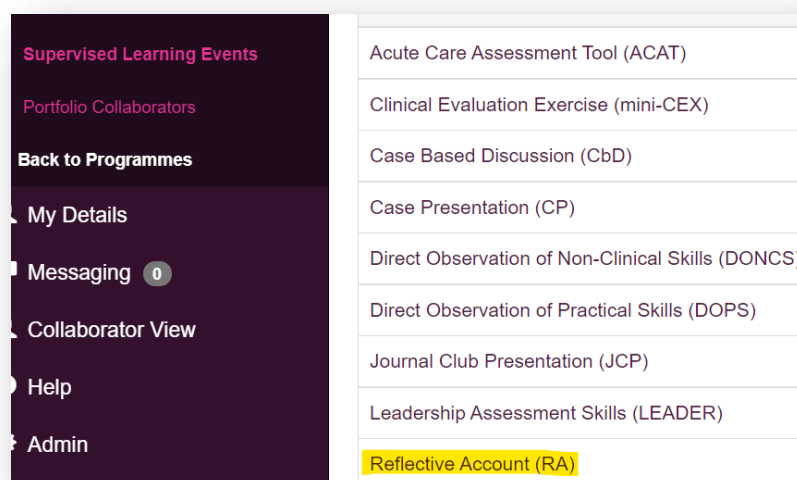 Supervised Learning Events
Portfolio Collaborators
Back to Programmes
My Details
Messaging 0
Collaborator View
Help
Admin
Acute Care Assessment Tool (ACAT)
Clinical Evaluation Exercise (mini-CEX)
Case Based Discussion (CbD)
Case Presentation (CP)
Direct Observation of Non-Clinical Skills (DONCS)
Direct Observation of Practical Skills (DOPS)
Journal Club Presentation (JCP)
Leadership Assessment Skills (LEADER)
Reflective Account (RA)